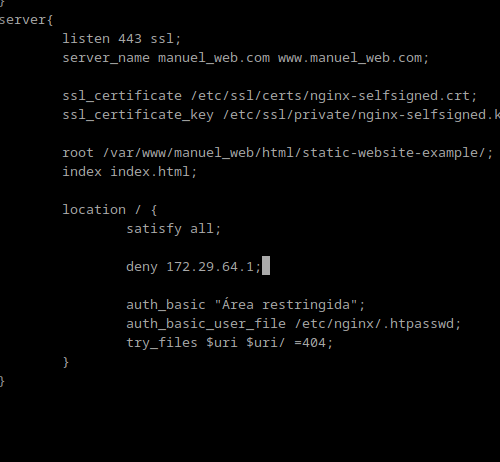 }
server{
listen 443 ssl;
server_name manuel_web.com www.manuel_web.com;
ssl_certificate /etc/ssl/certs/nginx-selfsigned.crt;
ssl_certificate_key /etc/ssl/private/nginx-selfsigned.k
root /var/www/manuel_web/html/static-website-example/;
index index.html;
location / {
satisfy all;
deny 172.29.64.1;
auth_basic "Área restringida";
auth_basic_user_file /etc/nginx/.htpasswd;
try_files $uri $uri/ =404;
}
}